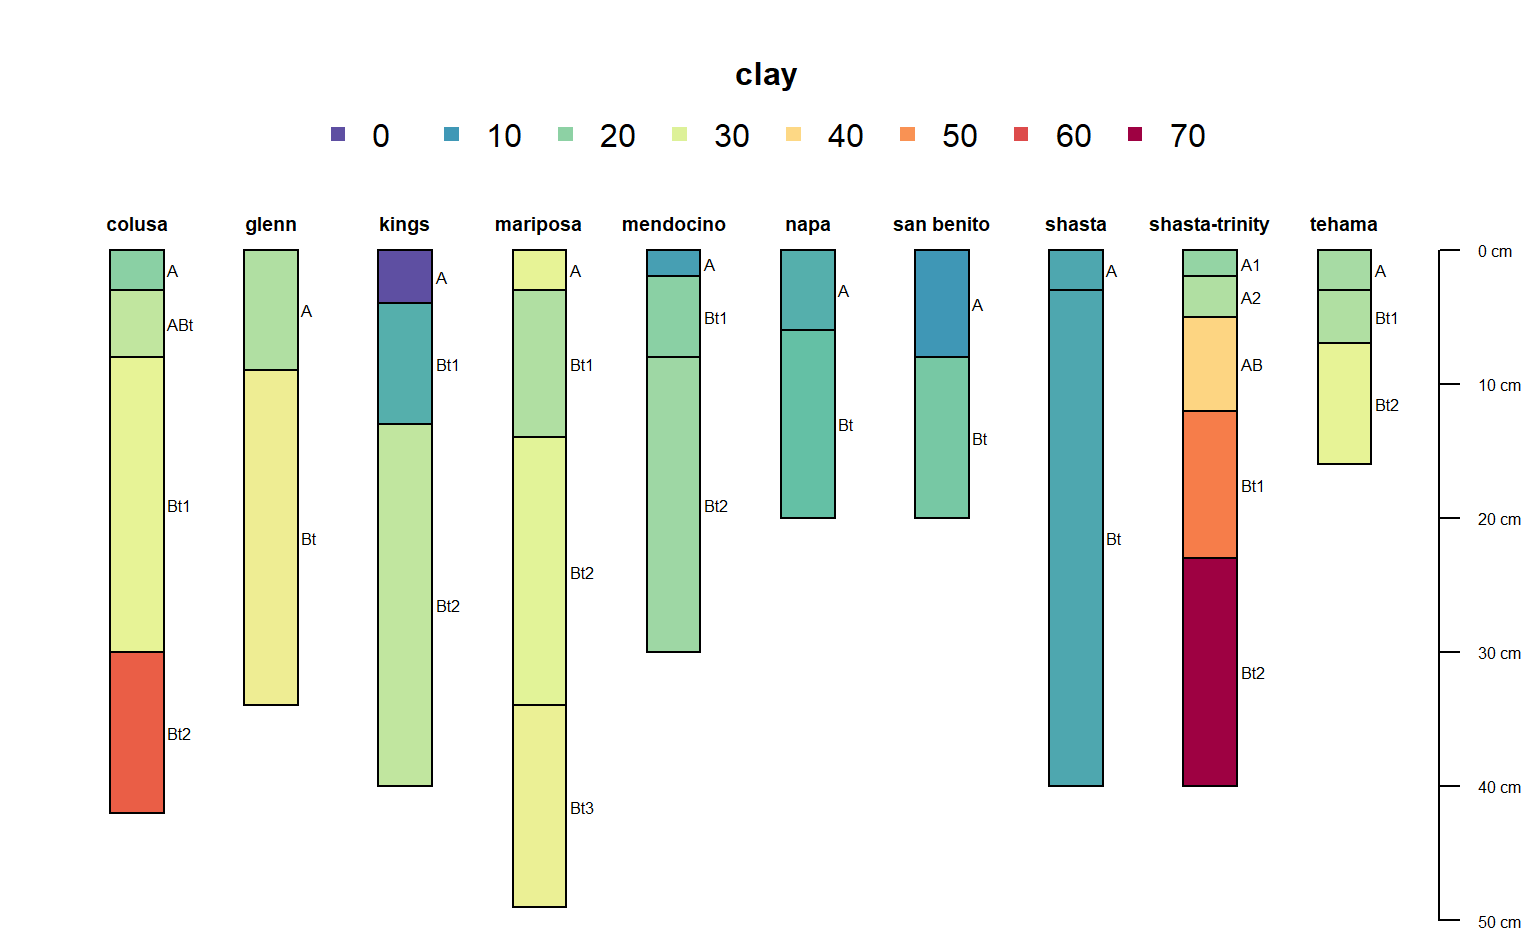 clay
0 10 20 30 40 50 60 70
colusa glenn kings mariposa mendocino napa san benito shasta shasta-trinity tehama
0 cm
A1
A A A A
A
A
A2
A
A
A
Bt1 Bt1
ABt
Bt1 Bt1 AB
10 cm
Bt2
Bt
Bt
Bt1
Bt1 Bt2
20 cm
Bt Bt
Bt2
Bt2
30 cm
Bt2
Bt2
40 cm
Bt3
50 cm